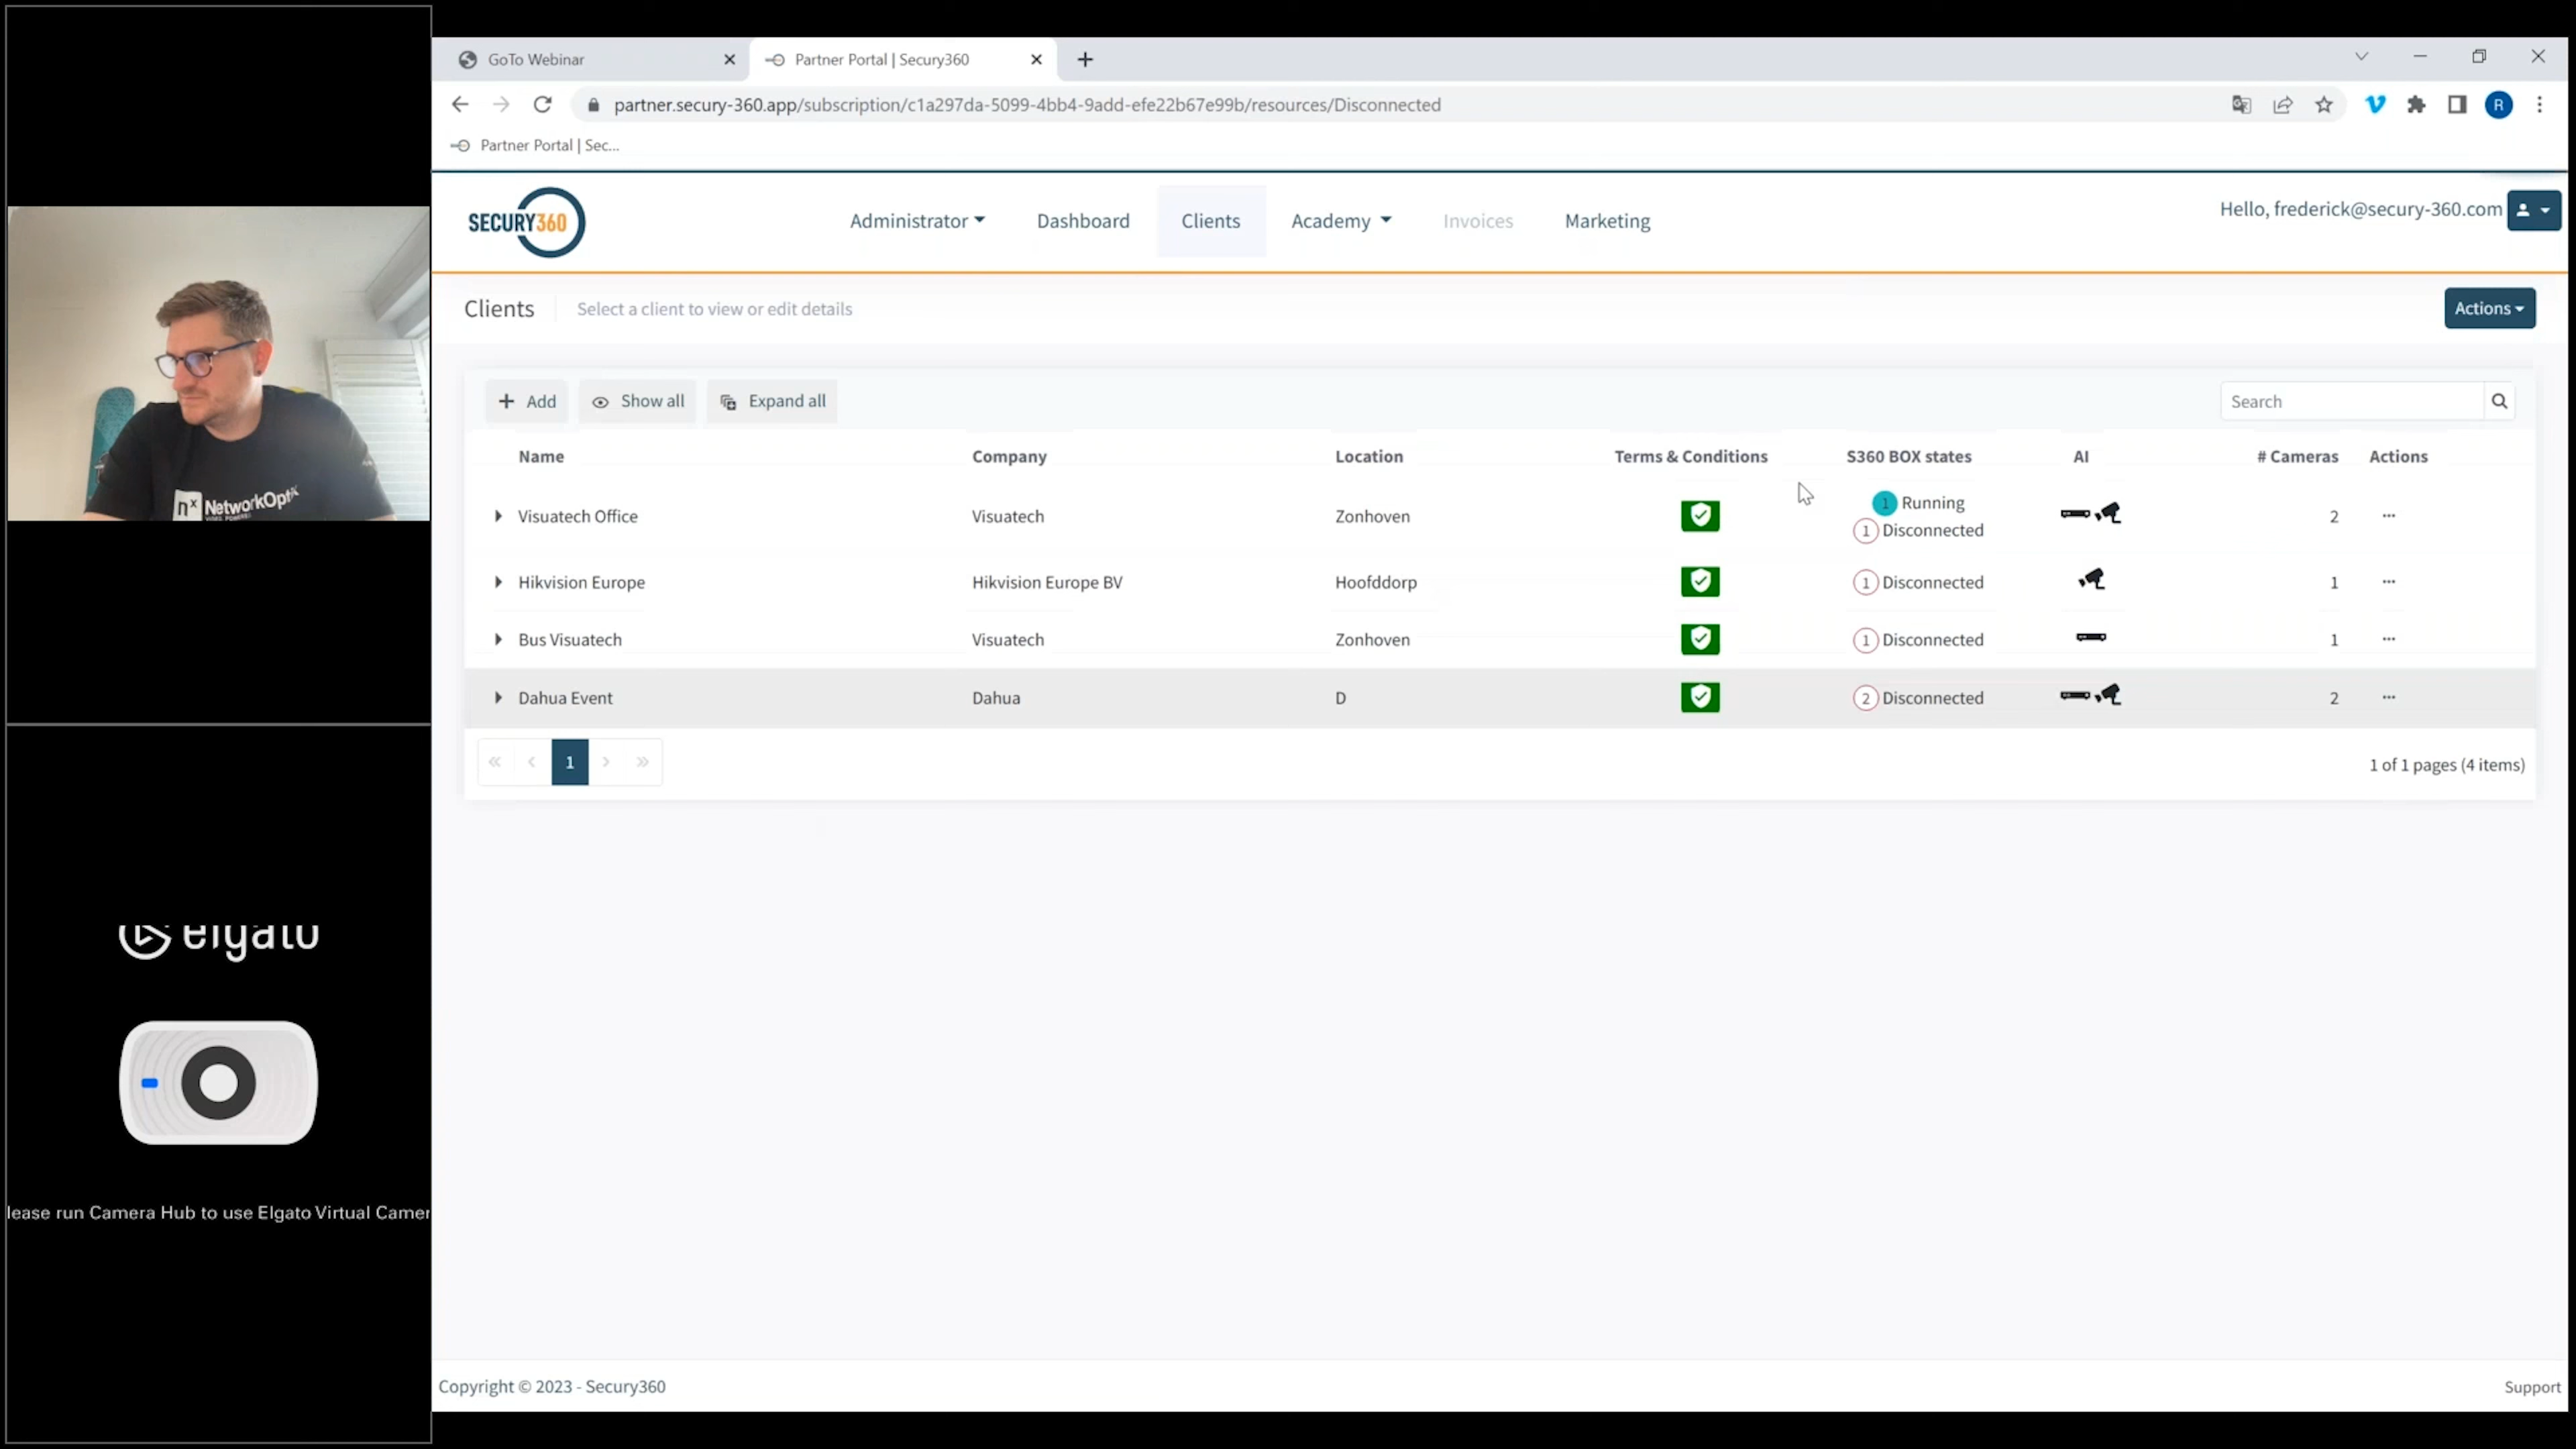 GoTo Webinar
Partner Portal | Secury360
partner.secury-360.app/subscription/c1a297da-5099-4bb4-9add-efe22b67e99b/resources/Disconnected
R
Partner Portal | Sec...
SECURY360
Administrator
Dashboard
Clients
Academy
Invoices
Marketing
Hello, frederick@secury-360.com
Clients
Select a client to view or edit details
Actions
Add
Show all
Expand all
Search
Name Company Location Terms & Conditions S360 BOX states AI # Cameras Actions
Visuatech Office Visuatech Zonhoven 1 Running 2 ...
1 Disconnected
Hikvision Europe Hikvision Europe BV Hoofddorp 1 Disconnected 1 ...
Bus Visuatech Visuatech Zonhoven 1 Disconnected 1 ...
Dahua Event Dahua D 2 Disconnected 2 ...
« ‹ 1 › »
1 of 1 pages (4 items)
Copyright © 2023 - Secury360
Support
nx NetworkOptix
elgato
lease run Camera Hub to use Elgato Virtual Camer